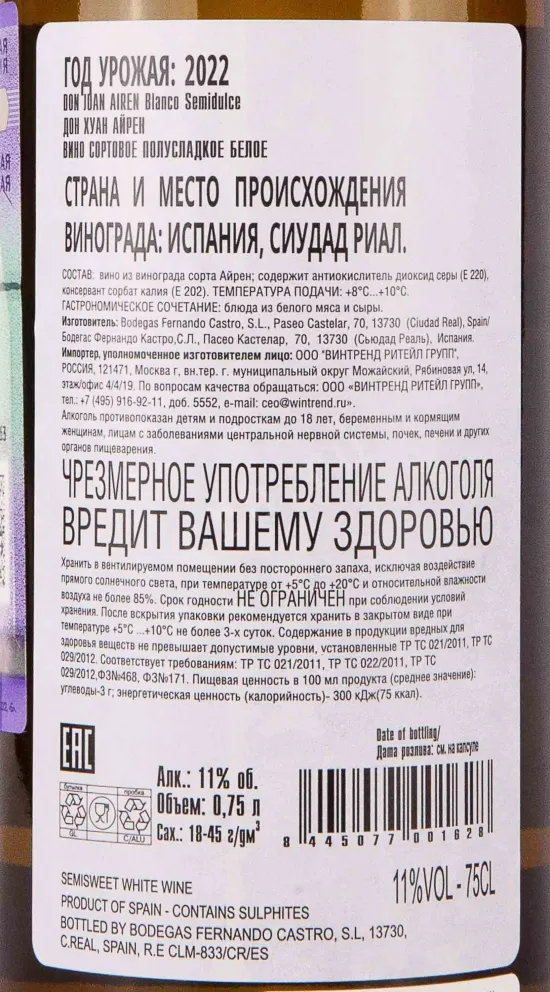 ГОД УРОЖАЯ: 2022
DON JUAN AIREN Blanco Semidulce
ДОН ХУАН АЙРЕН
ВИНО СОРТОВОЕ ПОЛУСЛАДКОЕ БЕЛОЕ
СТРАНА И МЕСТО ПРОИСХОЖДЕНИЯ
ВИНОГРАДА: ИСПАНИЯ, СИУДАД РИАЛ.
СОСТАВ: вино из винограда сорта Айрен; содержит антиокислитель диоксид серы (Е 220),
консервант сорбат калия (Е 202). ТЕМПЕРАТУРА ПОДАЧИ: +8°С...+10°С.
ГАСТРОНОМИЧЕСКОЕ СОЧЕТАНИЕ: блюда из белого мяса и сыры.
Изготовитель: Bodegas Fernando Castro, S.L., Paseo Castelar, 70, 13730 (Ciudad Real), Spain/
Бодегас Фернандо Кастро,С.Л., Пасео Кастелар, 70, 13730 (Сьюдад Реаль), Испания.
Импортер, уполномоченное изготовителем лицо: ООО "ВИНТРЕНД РИТЕЙЛ ГРУПП",
РОССИЯ, 121471, Москва г, вн.тер. г. муниципальный округ Можайский, Рябиновая ул, 14,
этаж/офис 4/4/19. По вопросам качества обращаться: ООО «ВИНТРЕНД РИТЕЙЛ ГРУПП»,
тел.: +7 (495) 916-92-11, доб. 5552, e-mail: ceo@wintrend.ru».
Алкоголь противопоказан детям и подросткам до 18 лет, беременным и кормящим
женщинам, лицам с заболеваниями центральной нервной системы, почек, печени и других
органов пищеварения.
ЧРЕЗМЕРНОЕ УПОТРЕБЛЕНИЕ АЛКОГОЛЯ
ВРЕДИТ ВАШЕМУ ЗДОРОВЬЮ
Хранить в вентилируемом помещении без постороннего запаха, исключая воздействие
прямого солнечного света, при температуре от +5°С до +20°С и относительной влажности
воздуха не более 85%. Срок годности НЕ ОГРАНИЧЕН при соблюдении условий
хранения. После вскрытия упаковки рекомендуется хранить в закрытом виде при
температуре +5°С ...+10°С не более 3-х суток. Содержание в продукции вредных для
здоровья веществ не превышает допустимые уровни, установленные ТР ТС 021/2011, ТР ТС
029/2012. Соответствует требованиям: ТР ТС 021/2011, ТР ТС 022/2011, ТР ТС
029/2012,ФЗ№468, ФЗ№171. Пищевая ценность в 100 мл продукта (среднее значение):
углеводы-3 г; энергетическая ценность (калорийность)- 300 кДж(75 ккал).
EAC
Date of bottling/
Дата розлива: см. на капсуле
бутылка
пробка
GL
C/ALU
Алк.: 11% об.
Объем: 0,75 л
Сах.: 18-45 г/дм³
8 445077 001628
SEMISWEET WHITE WINE
11%VOL - 75CL
PRODUCT OF SPAIN - CONTAINS SULPHITES
BOTTLED BY BODEGAS FERNANDO CASTRO, S.L, 13730,
C.REAL, SPAIN, R.E CLM-833/CR/ES